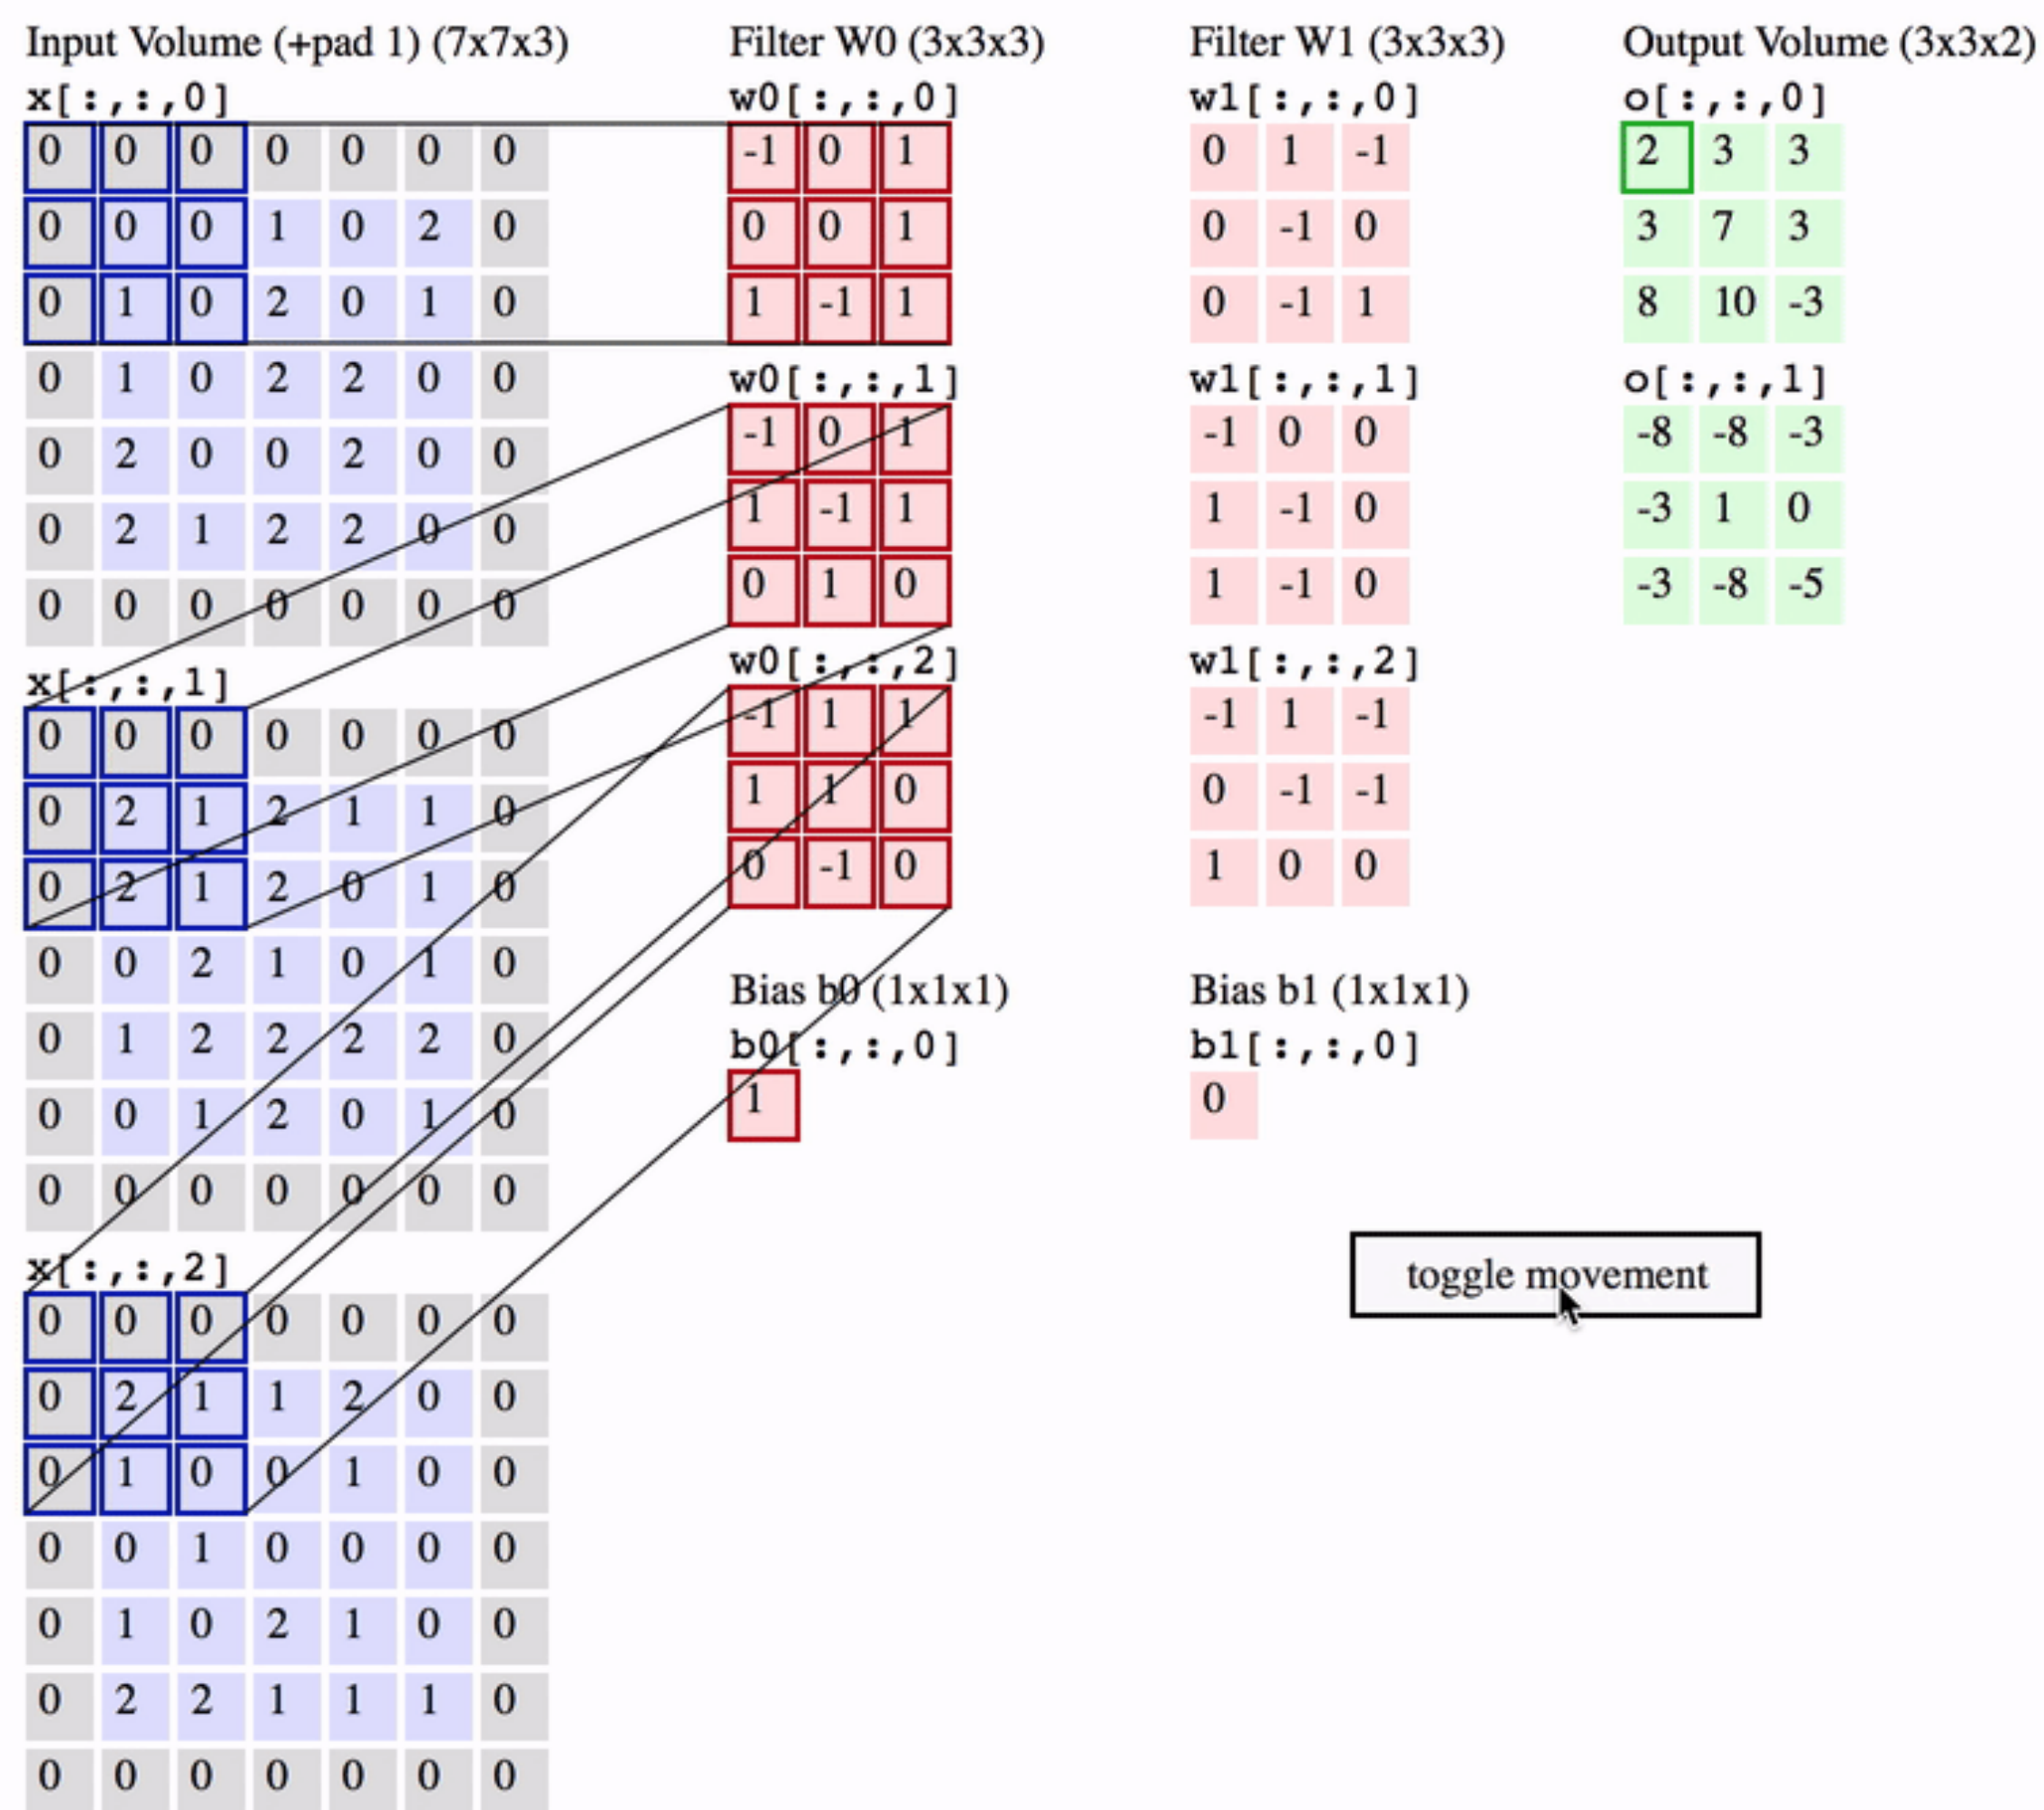 Input Volume (+pad 1) (7x7x3)
x[:,:,0]
0 0 0 0 0 0 0
0 0 0 1 0 2 0
0 1 0 2 0 1 0
0 1 0 2 2 0 0
0 2 0 0 2 0 0
0 2 1 2 2 0 0
0 0 0 0 0 0 0
x[:,:,1]
0 0 0 0 0 0 0
0 2 1 2 1 1 0
0 2 1 2 0 1 0
0 0 2 1 0 1 0
0 1 2 2 2 2 0
0 0 1 2 0 1 0
0 0 0 0 0 0 0
x[:,:,2]
0 0 0 0 0 0 0
0 2 1 1 2 0 0
0 1 0 0 1 0 0
0 0 1 0 0 0 0
0 1 0 2 1 0 0
0 2 2 1 1 1 0
0 0 0 0 0 0 0
Filter W0 (3x3x3)
w0[:,:,0]
-1 0 1
0 0 1
1 -1 1
w0[:,:,1]
-1 0 1
1 -1 1
0 1 0
w0[:,:,2]
-1 1 1
1 1 0
0 -1 0
Bias b0 (1x1x1)
b0[:,:,0]
1
Filter W1 (3x3x3)
w1[:,:,0]
0 1 -1
0 -1 0
0 -1 1
w1[:,:,1]
-1 0 0
1 -1 0
1 -1 0
w1[:,:,2]
-1 1 -1
0 -1 -1
1 0 0
Bias b1 (1x1x1)
b1[:,:,0]
0
Output Volume (3x3x2)
o[:,:,0]
2 3 3
3 7 3
8 10 -3
o[:,:,1]
-8 -8 -3
-3 1 0
-3 -8 -5
toggle movement